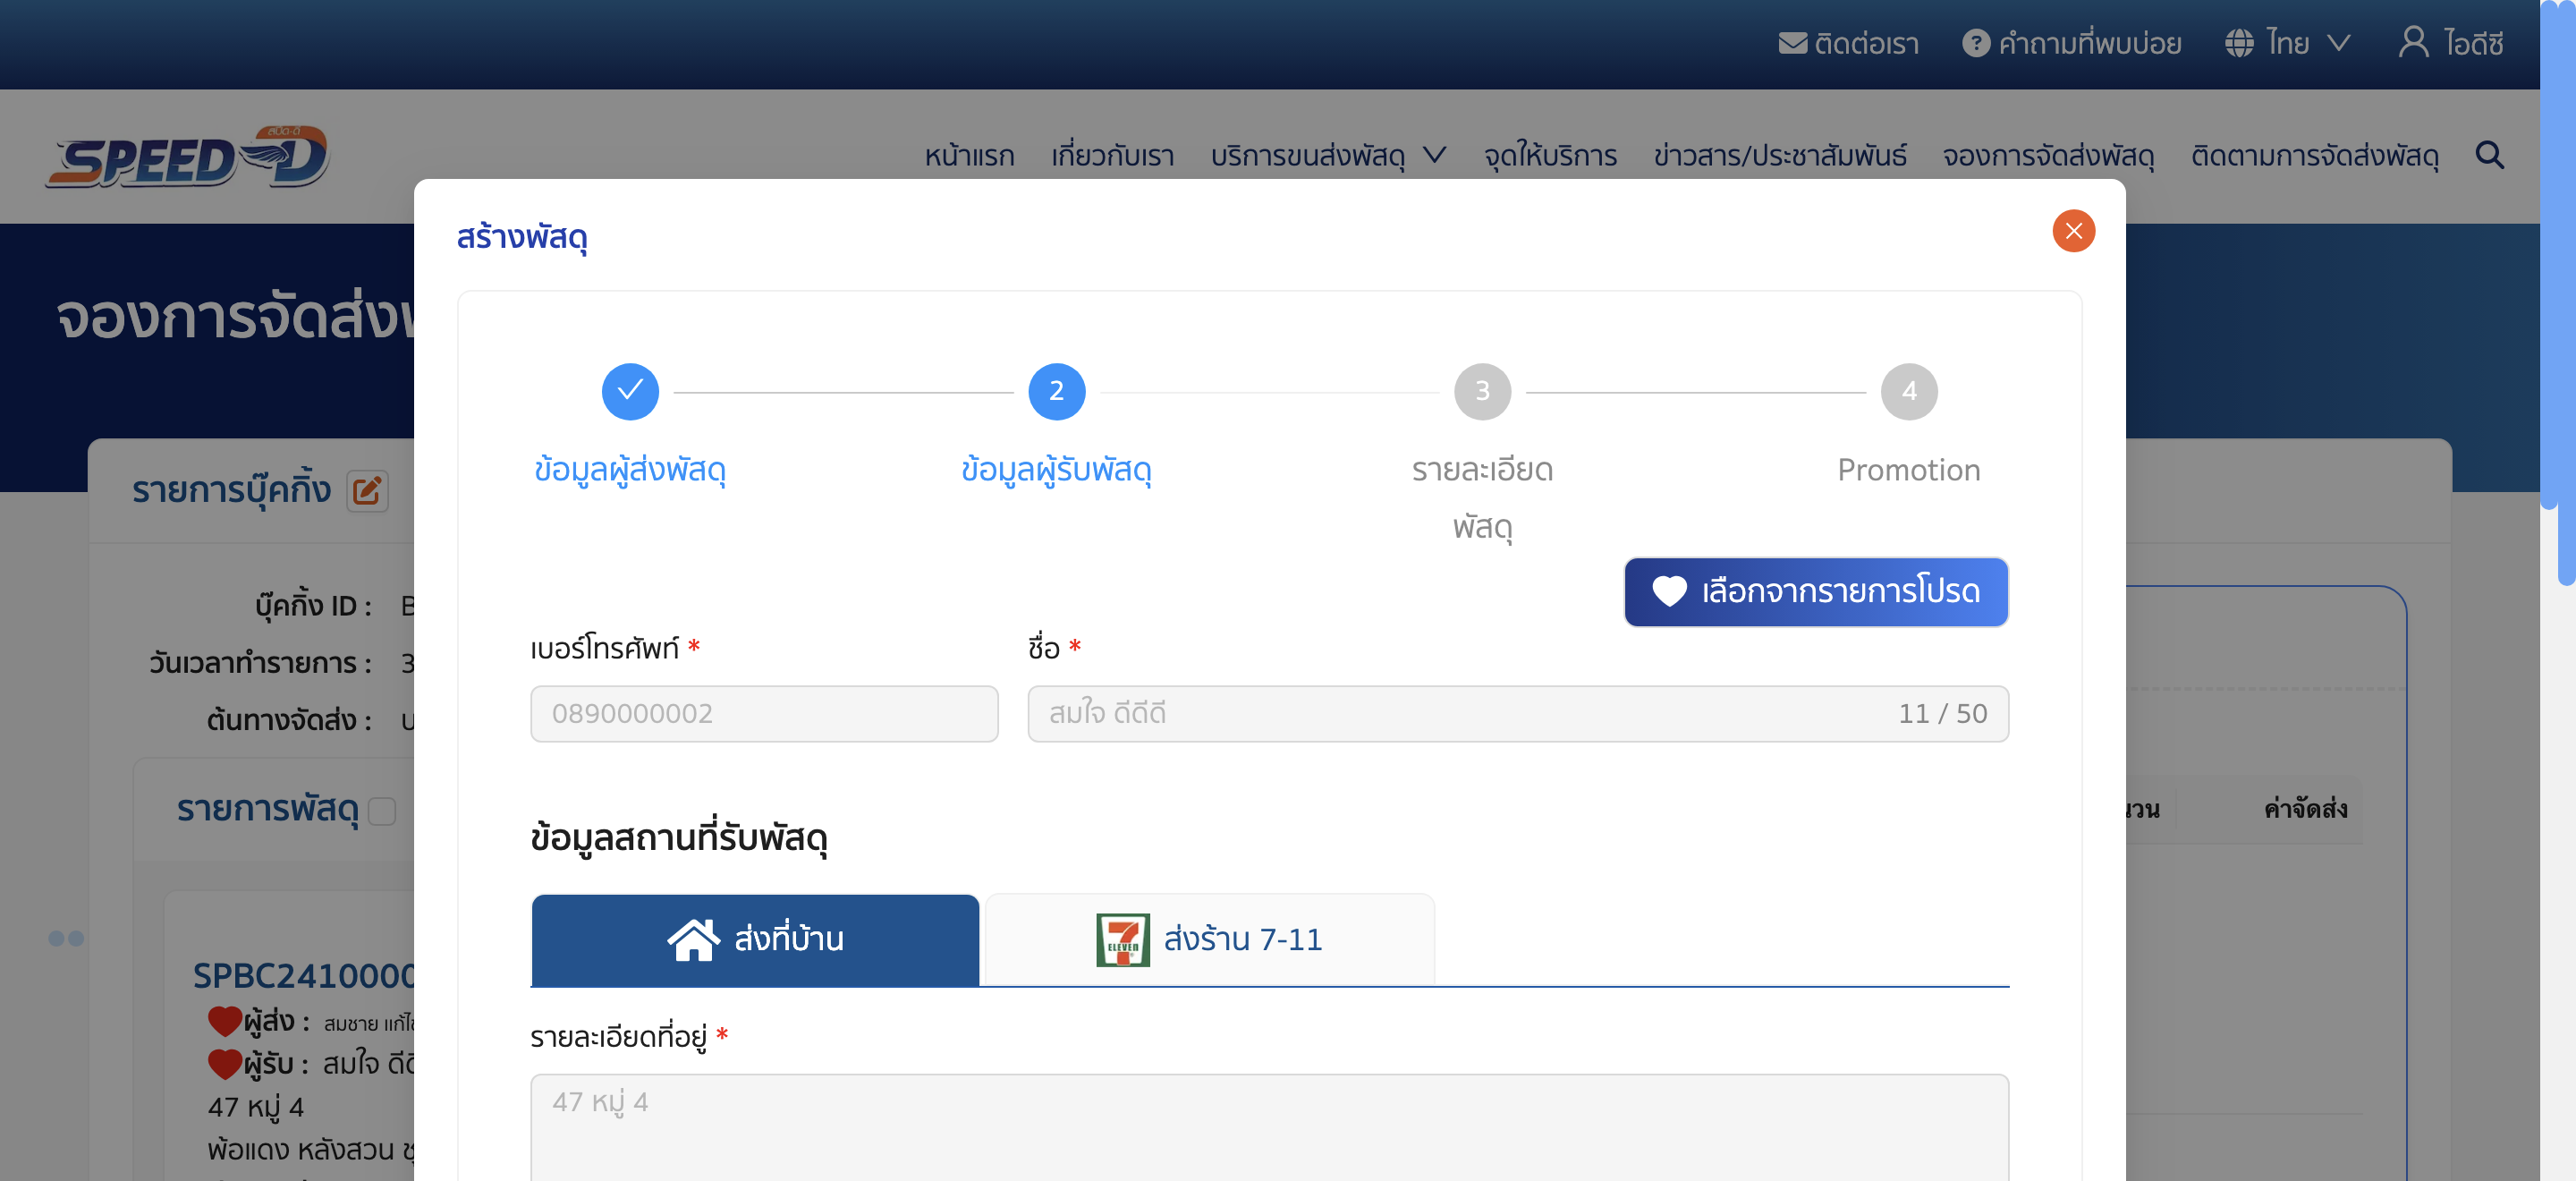 ติดต่อเรา คำถามที่พบบ่อย ไทย ไอดีซี
SPEED-D สปีด-ดี
หน้าแรก เกี่ยวกับเรา บริการขนส่งพัสดุ จุดให้บริการ ข่าวสาร/ประชาสัมพันธ์ จองการจัดส่งพัสดุ ติดตามการจัดส่งพัสดุ
สร้างพัสดุ
จองการจัดส่ง
2 3 4
ข้อมูลผู้ส่งพัสดุ ข้อมูลผู้รับพัสดุ รายละเอียด Promotion
พัสดุ
รายการบุ๊คกิ้ง
เลือกจากรายการโปรด
บุ๊คกิ้ง ID : B
เบอร์โทรศัพท์ * ชื่อ *
วันเวลาทำรายการ : 3
0890000002 สมใจ ดีดีดี 11 / 50
ต้นทางจัดส่ง : บ
รายการพัสดุ
นวน ค่าจัดส่ง
ข้อมูลสถานที่รับพัสดุ
ส่งที่บ้าน 7 ELEVEN ส่งร้าน 7-11
SPBC2410000
ผู้ส่ง : สมชาย แก้ไข
รายละเอียดที่อยู่ *
ผู้รับ : สมใจ ดีดี
47 หมู่ 4
47 หมู่ 4
พ้อแดง หลังสวน ชุ